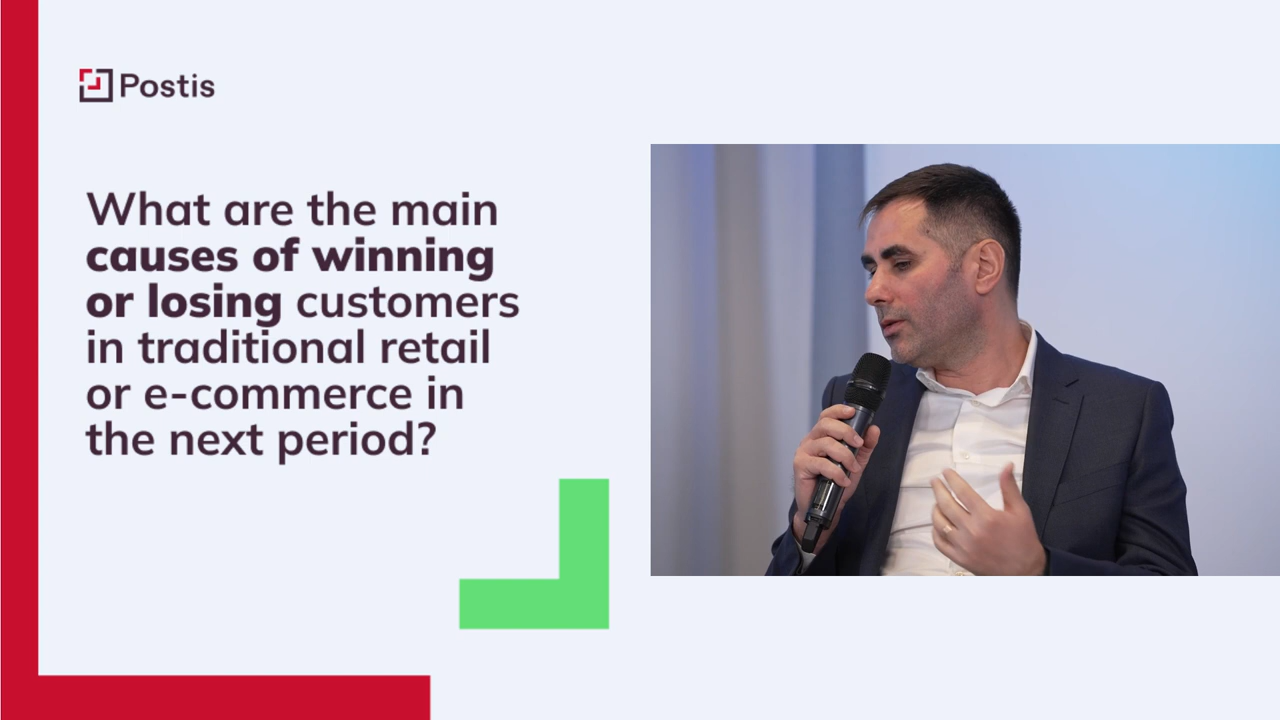 Postis
What are the main
causes of winning
or losing customers
in traditional retail
or e-commerce in
the next period?